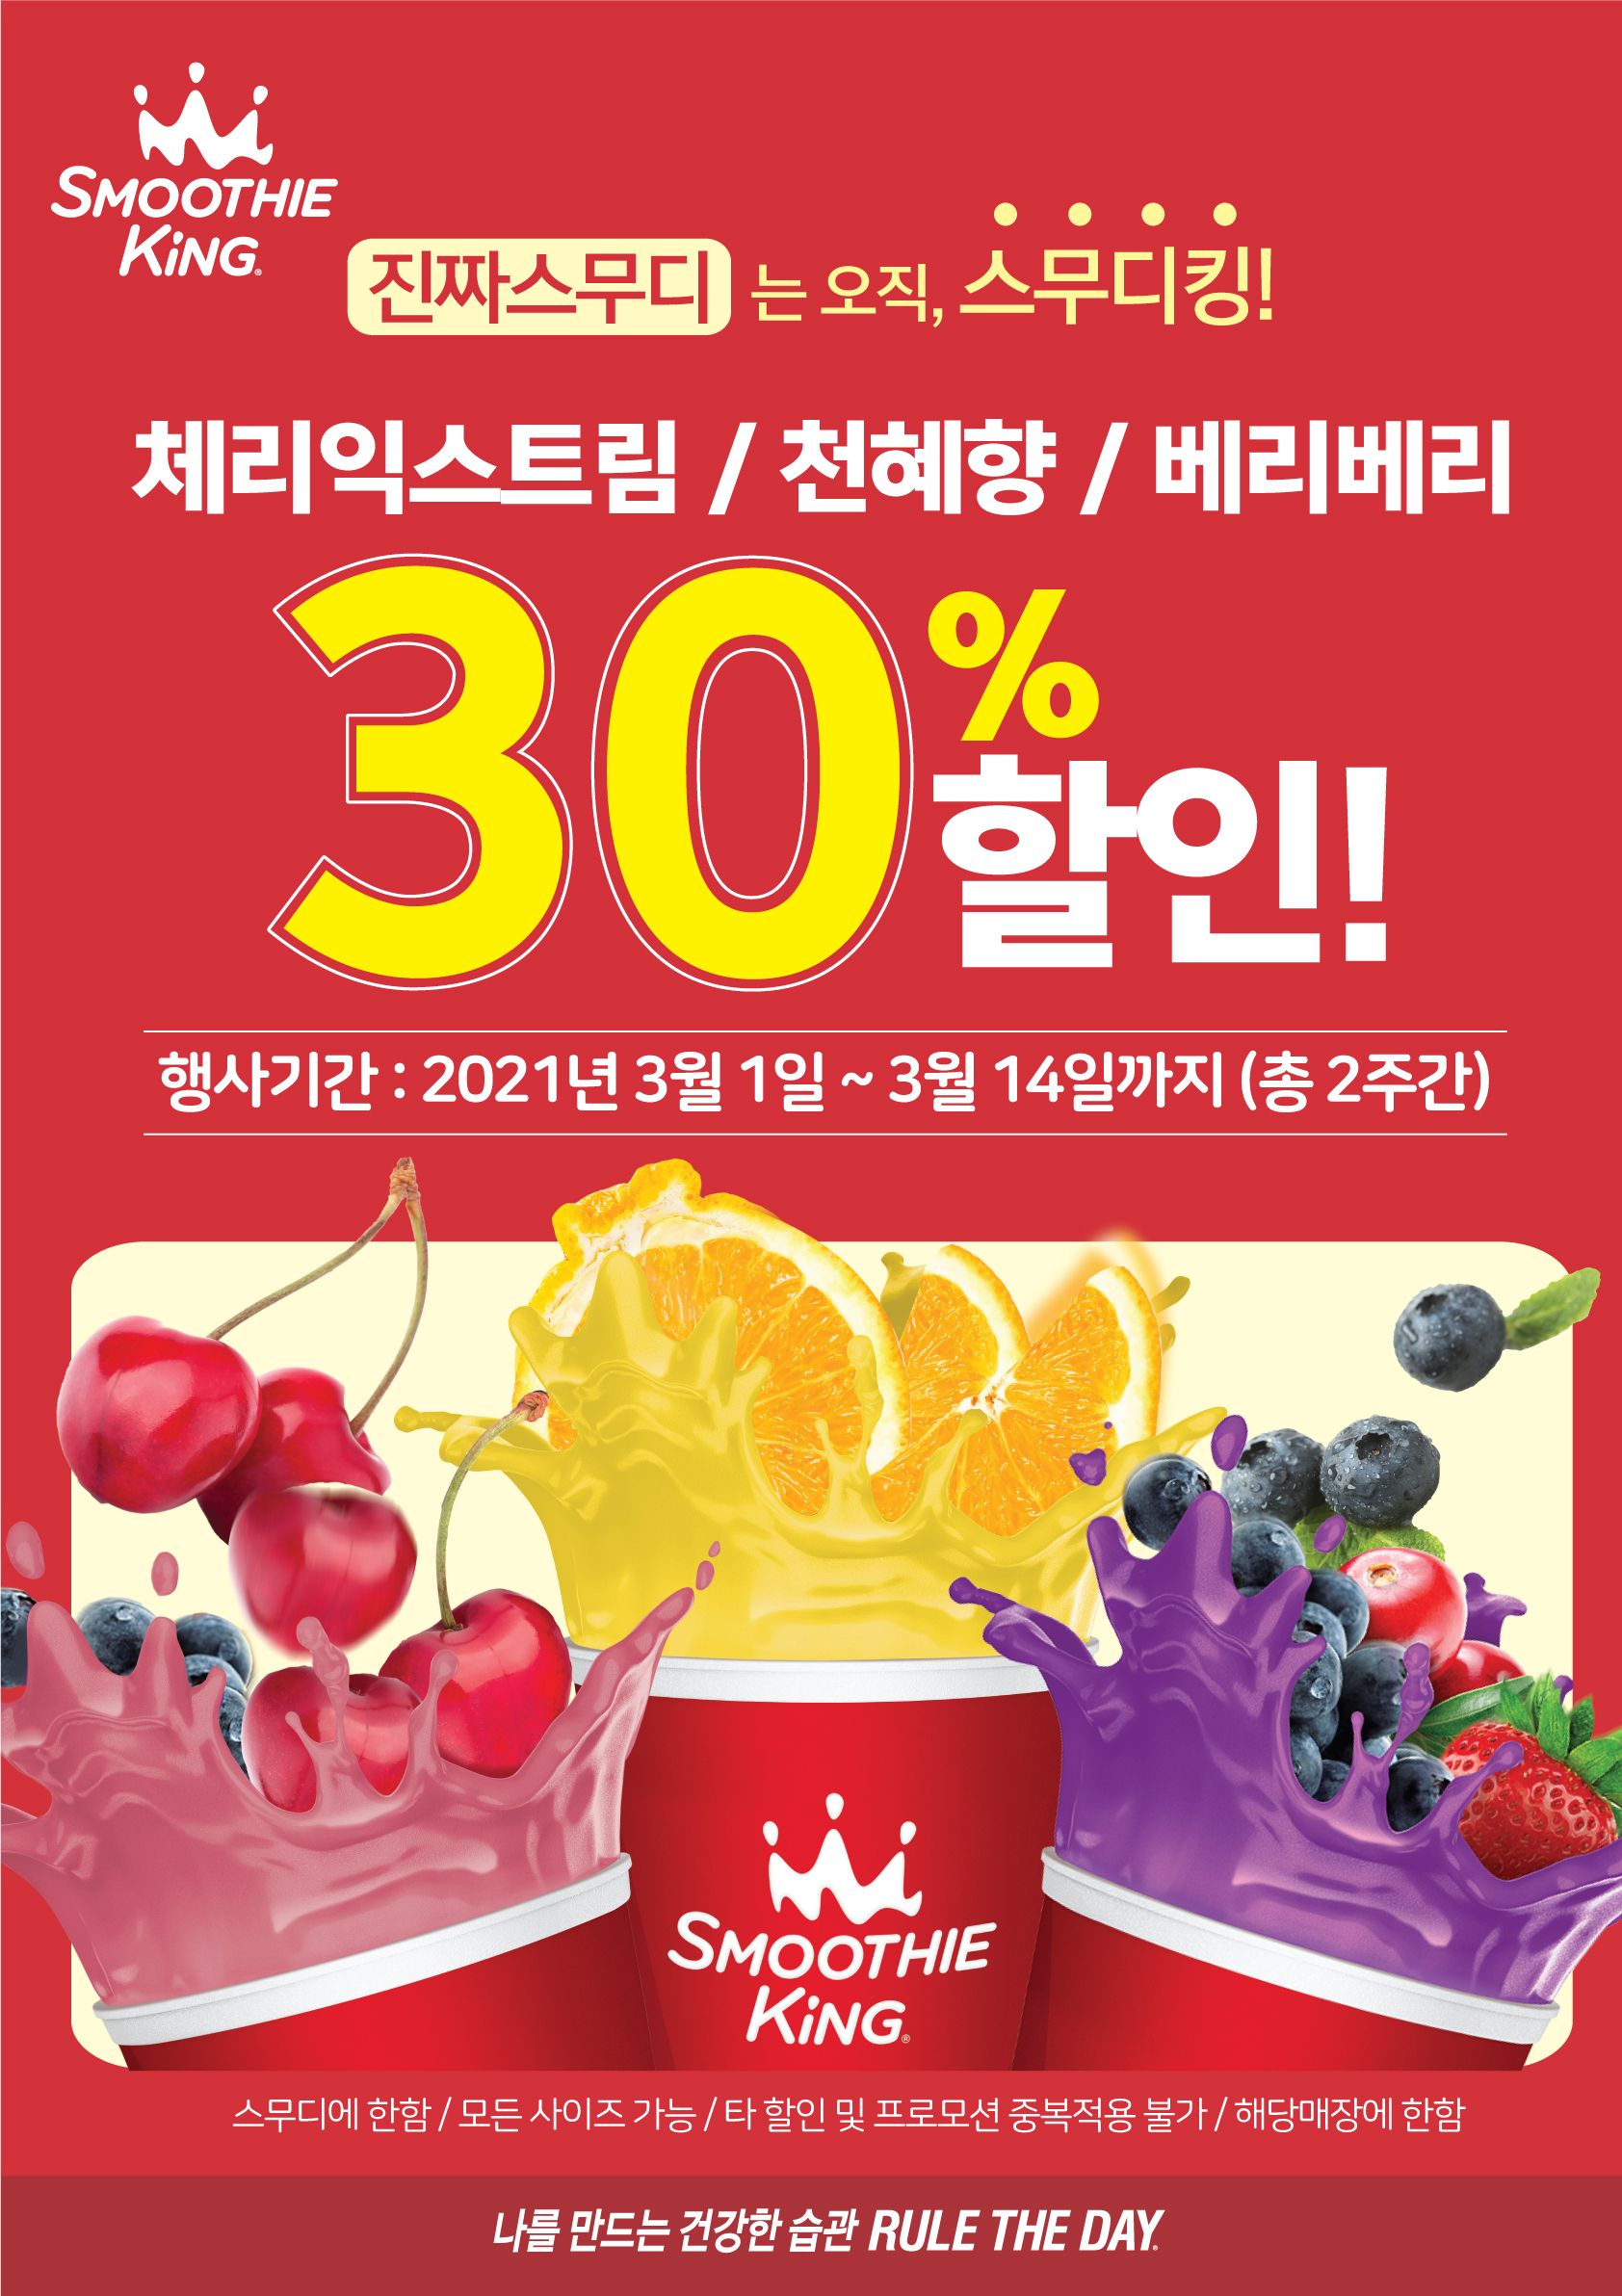 SMOOTHIE
KiNG
진짜스무디 는 오직, 스무디킹!
체리익스트림 / 천혜향 / 베리베리
30%
할인!
행사기간 : 2021년 3월 1일 ~ 3월 14일까지 (총 2주간)
SMOOTHIE
KiNG
스무디에 한함 / 모든 사이즈 가능 / 타 할인 및 프로모션 중복적용 불가 / 해당매장에 한함
나를 만드는 건강한 습관 RULE THE DAY.